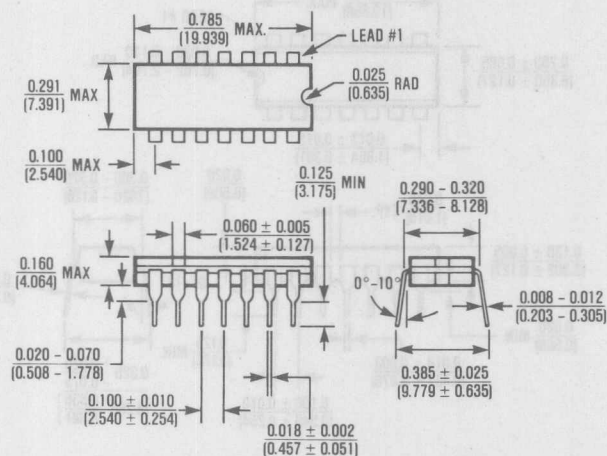 0.785
(19.939) MAX.
LEAD #1
0.291
(7.391) MAX
0.025
(0.635) RAD
0.100
(2.540) MAX
0.125
(3.175) MIN
0.290 - 0.320
(7.336 - 8.128)
0.060 ± 0.005
(1.524 ± 0.127)
0.160
(4.064) MAX
0°-10°
0.008 - 0.012
(0.203 - 0.305)
0.020 - 0.070
(0.508 - 1.778)
0.385 ± 0.025
(9.779 ± 0.635)
0.100 ± 0.010
(2.540 ± 0.254)
0.018 ± 0.002
(0.457 ± 0.051)